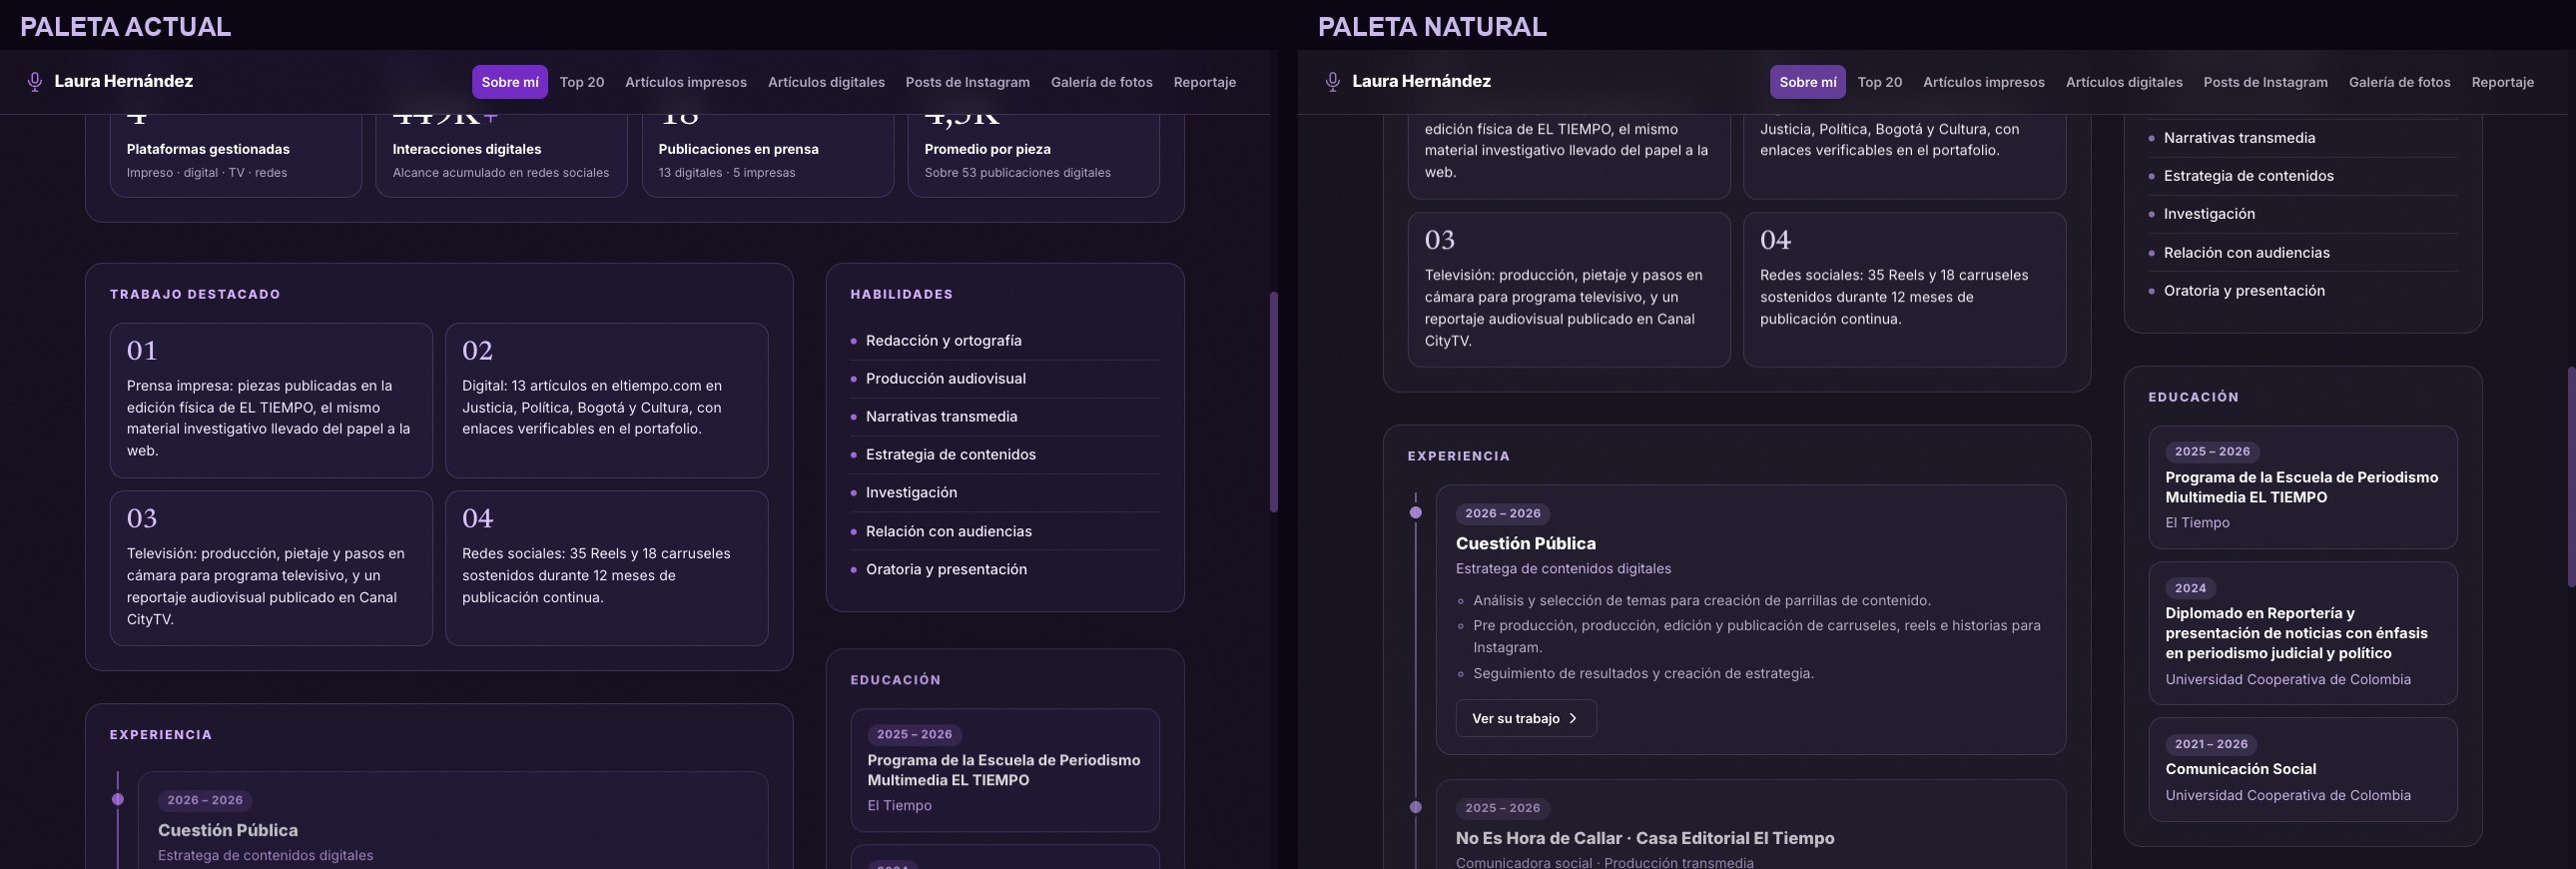 PALETA ACTUAL
Laura Hernández
Sobre mí
Top 20
Artículos impresos
Artículos digitales
Posts de Instagram
Galería de fotos
Reportaje
4
449K+
18
4,5K
Plataformas gestionadas
Impreso · digital · TV · redes
Interacciones digitales
Alcance acumulado en redes sociales
Publicaciones en prensa
13 digitales · 5 impresas
Promedio por pieza
Sobre 53 publicaciones digitales
TRABAJO DESTACADO
01
Prensa impresa: piezas publicadas en la
edición física de EL TIEMPO, el mismo
material investigativo llevado del papel a la
web.
02
Digital: 13 artículos en eltiempo.com en
Justicia, Política, Bogotá y Cultura, con
enlaces verificables en el portafolio.
03
Televisión: producción, pietaje y pasos en
cámara para programa televisivo, y un
reportaje audiovisual publicado en Canal
CityTV.
04
Redes sociales: 35 Reels y 18 carruseles
sostenidos durante 12 meses de
publicación continua.
HABILIDADES
Redacción y ortografía
Producción audiovisual
Narrativas transmedia
Estrategia de contenidos
Investigación
Relación con audiencias
Oratoria y presentación
EXPERIENCIA
2026 – 2026
Cuestión Pública
Estratega de contenidos digitales
EDUCACIÓN
2025 – 2026
Programa de la Escuela de Periodismo
Multimedia EL TIEMPO
El Tiempo
2024
PALETA NATURAL
Laura Hernández
Sobre mí
Top 20
Artículos impresos
Artículos digitales
Posts de Instagram
Galería de fotos
Reportaje
edición física de EL TIEMPO, el mismo
material investigativo llevado del papel a la
web.
Justicia, Política, Bogotá y Cultura, con
enlaces verificables en el portafolio.
03
Televisión: producción, pietaje y pasos en
cámara para programa televisivo, y un
reportaje audiovisual publicado en Canal
CityTV.
04
Redes sociales: 35 Reels y 18 carruseles
sostenidos durante 12 meses de
publicación continua.
Narrativas transmedia
Estrategia de contenidos
Investigación
Relación con audiencias
Oratoria y presentación
EXPERIENCIA
2026 – 2026
Cuestión Pública
Estratega de contenidos digitales
Análisis y selección de temas para creación de parrillas de contenido.
Pre producción, producción, edición y publicación de carruseles, reels e historias para
Instagram.
Seguimiento de resultados y creación de estrategia.
Ver su trabajo
2025 – 2026
No Es Hora de Callar · Casa Editorial El Tiempo
Comunicadora social · Producción transmedia
EDUCACIÓN
2025 – 2026
Programa de la Escuela de Periodismo
Multimedia EL TIEMPO
El Tiempo
2024
Diplomado en Reportería y
presentación de noticias con énfasis
en periodismo judicial y político
Universidad Cooperativa de Colombia
2021 – 2026
Comunicación Social
Universidad Cooperativa de Colombia